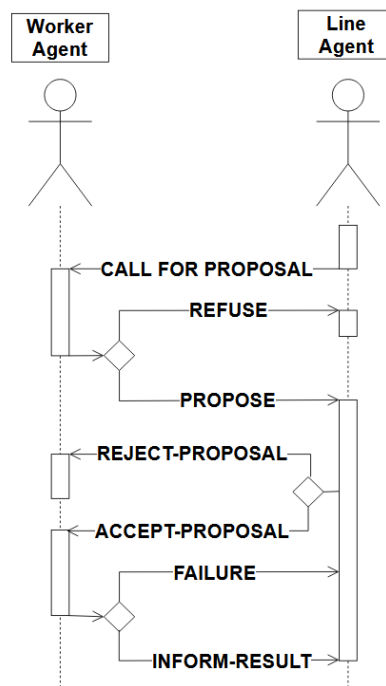 Worker
Agent
Line
Agent
CALL FOR PROPOSAL
REFUSE
PROPOSE
REJECT-PROPOSAL
ACCEPT-PROPOSAL
FAILURE
INFORM-RESULT